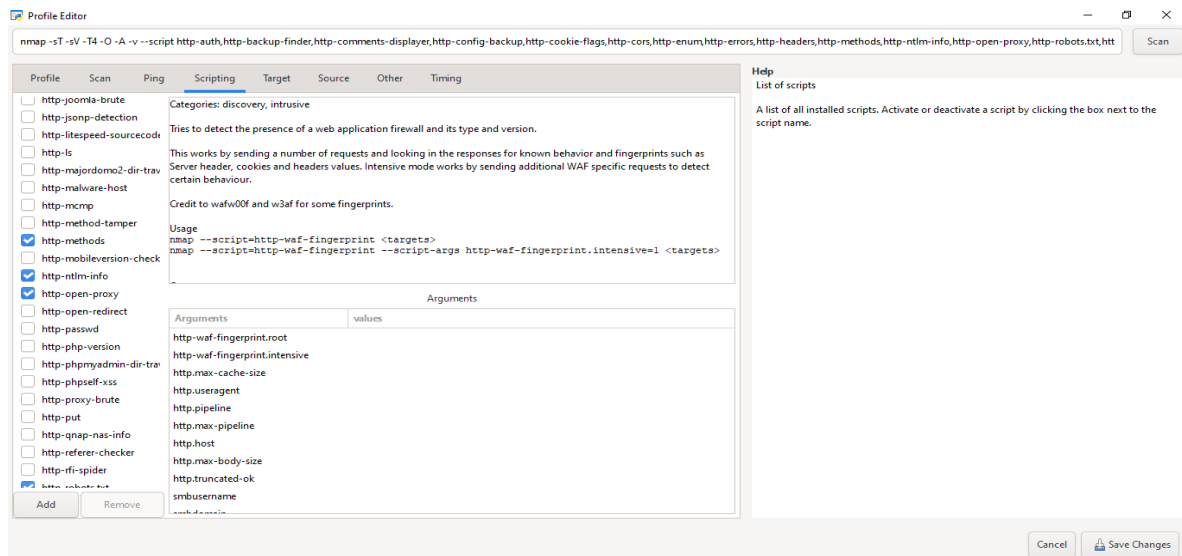 Profile Editor
nmap -sT -sV -T4 -O -A -v --script http-auth,http-backup-finder,http-comments-displayer,http-config-backup,http-cookie-flags,http-cors,http-enum,http-errors,http-headers,http-methods,http-ntlm-info,http-open-proxy,http-robots.txt,htt
Scan
Profile Scan Ping Scripting Target Source Other Timing
http-joomla-brute
http-jsonp-detection
http-litespeed-sourcecode
http-ls
http-majordomo2-dir-trav
http-malware-host
http-mcmp
http-method-tamper
http-methods
http-mobileversion-check
http-ntlm-info
http-open-proxy
http-open-redirect
http-passwd
http-php-version
http-phpmyadmin-dir-trav
http-phpself-xss
http-proxy-brute
http-put
http-qnap-nas-info
http-referer-checker
http-rfi-spider
http-robots.txt
Add Remove
Categories: discovery, intrusive
Tries to detect the presence of a web application firewall and its type and version.
This works by sending a number of requests and looking in the responses for known behavior and fingerprints such as
Server header, cookies and headers values. Intensive mode works by sending additional WAF specific requests to detect
certain behaviour.
Credit to wafw00f and w3af for some fingerprints.
Usage
nmap --script=http-waf-fingerprint <targets>
nmap --script=http-waf-fingerprint --script-args http-waf-fingerprint.intensive=1 <targets>
Arguments
Arguments values
http-waf-fingerprint.root
http-waf-fingerprint.intensive
http.max-cache-size
http.useragent
http.pipeline
http.max-pipeline
http.host
http.max-body-size
http.truncated-ok
smbusername
smbdomain
Help
List of scripts
A list of all installed scripts. Activate or deactivate a script by clicking the box next to the
script name.
Cancel Save Changes